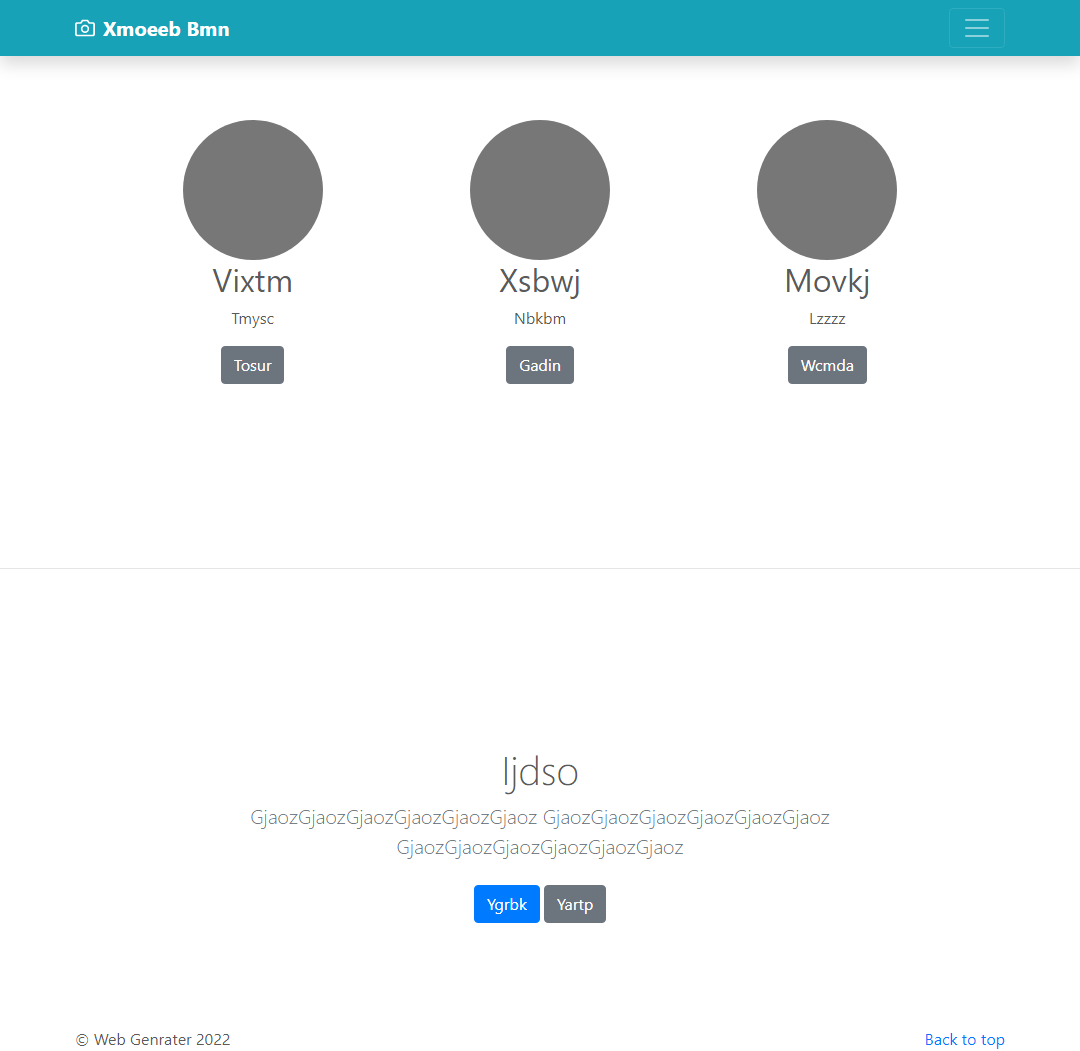 Xmoeeb Bmn
Vixtm
Xsbwj
Movkj
Tmysc
Nbkbm
Lzzzz
Tosur
Gadin
Wcmda
Ijdso
GjaozGjaozGjaozGjaozGjaozGjaoz GjaozGjaozGjaozGjaozGjaozGjaoz
GjaozGjaozGjaozGjaozGjaozGjaoz
Ygrbk Yartp
© Web Genrater 2022
Back to top